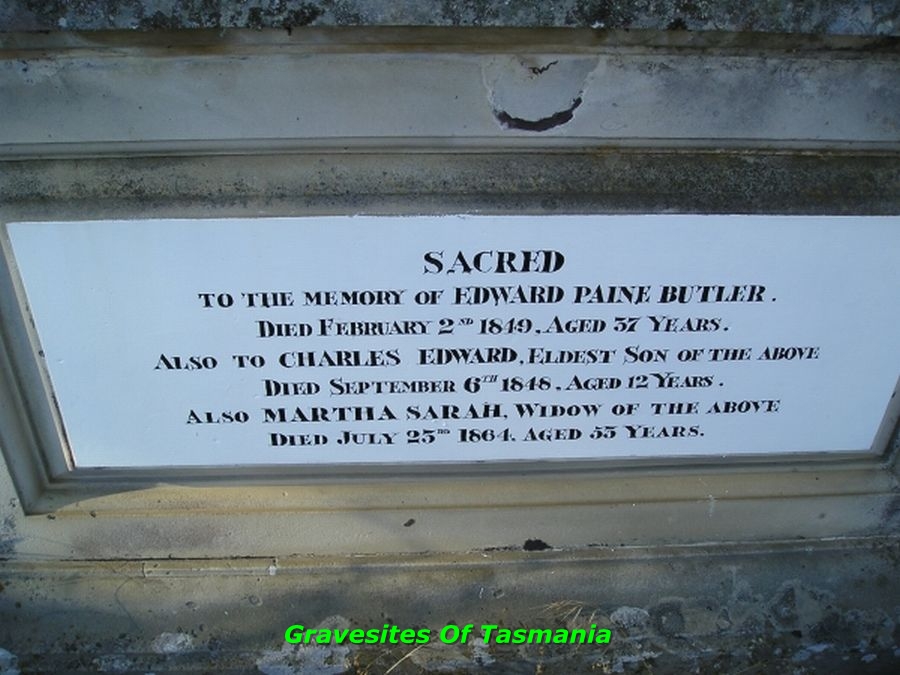 SACRED
TO THE MEMORY OF EDWARD PAINE BUTLER.
DIED FEBRUARY 2ND 1849, AGED 37 YEARS.
ALSO TO CHARLES EDWARD, ELDEST SON OF THE ABOVE
DIED SEPTEMBER 6TH 1848, AGED 12 YEARS.
ALSO MARTHA SARAH, WIDOW OF THE ABOVE
DIED JULY 23RD 1864. AGED 53 YEARS.
Gravesites Of Tasmania